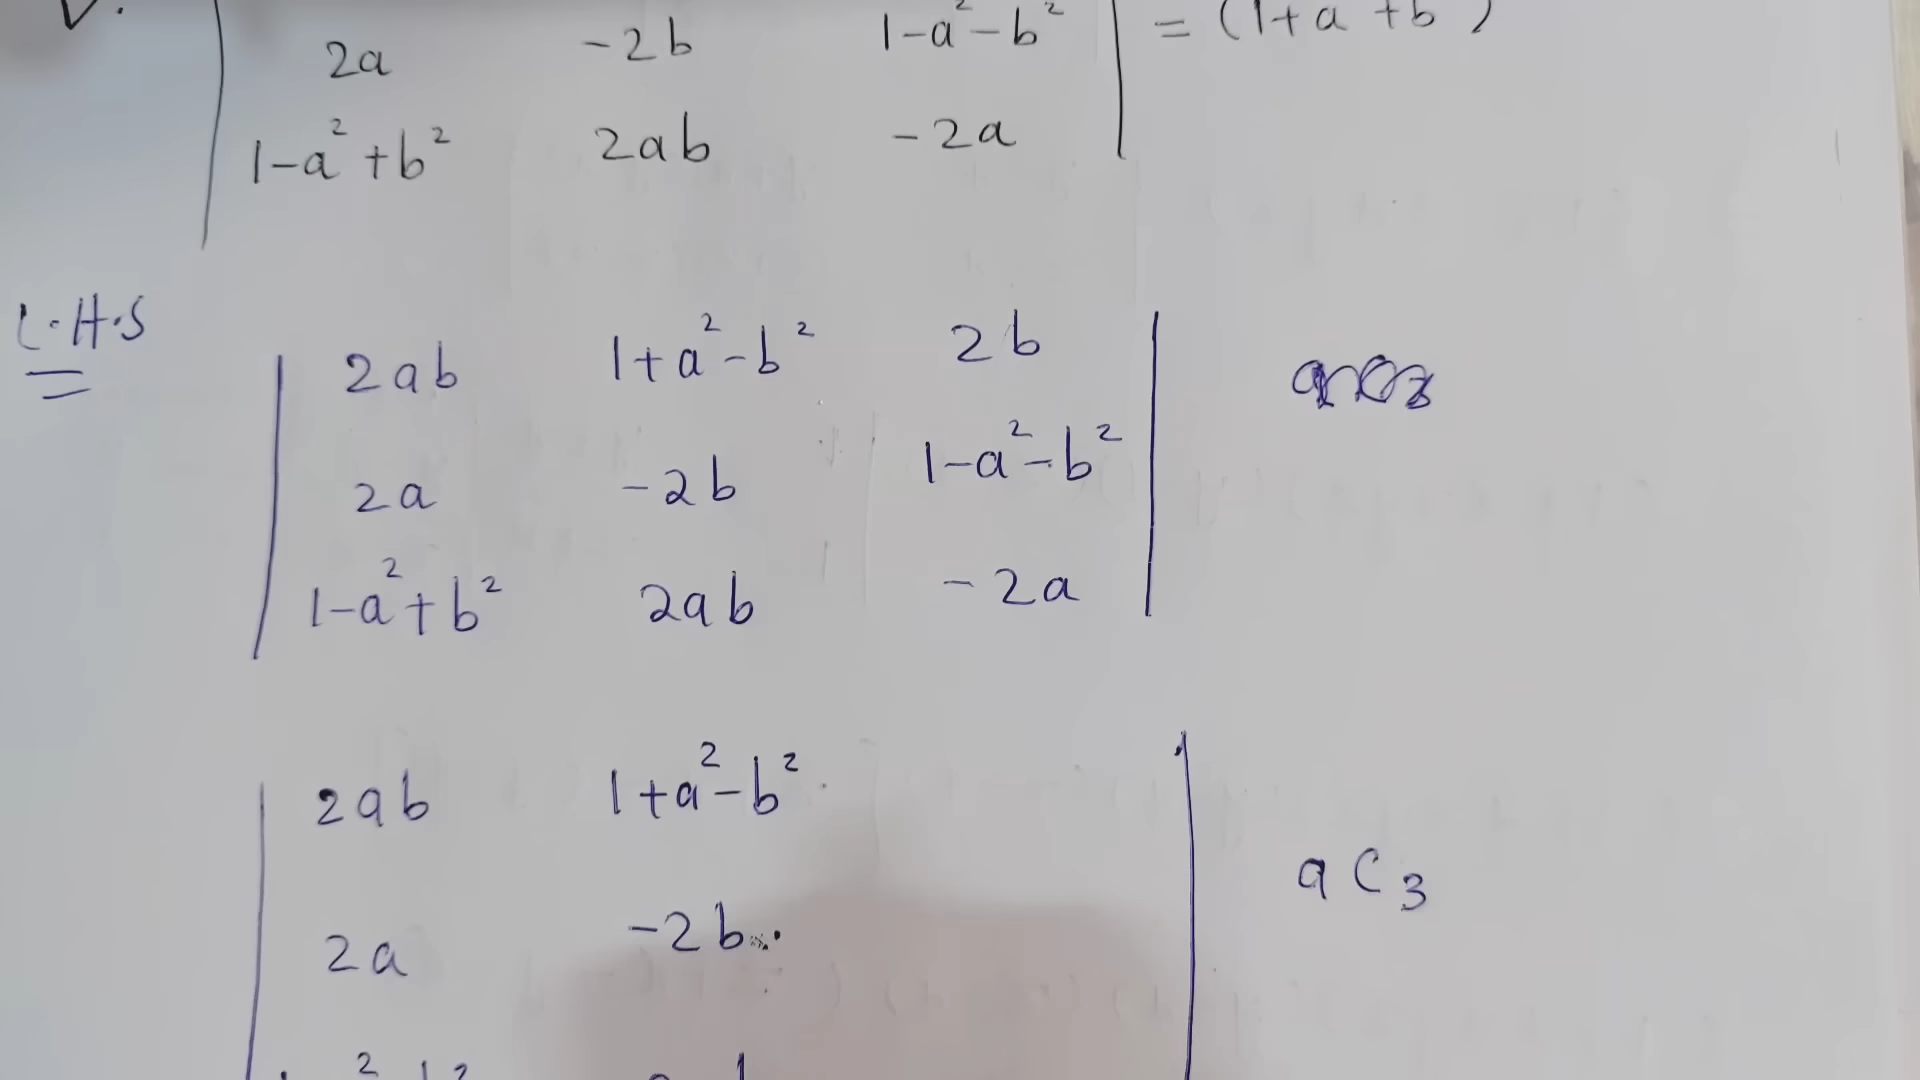 V. 2a -2b 1-a²-b² = (1+a +b )
1-a²+b² 2ab -2a
L.H.S
2ab 1+a²-b² 2b
2a -2b 1-a²-b²
1-a²+b² 2ab -2a
2ab 1+a²-b²
aC₃
2a -2b